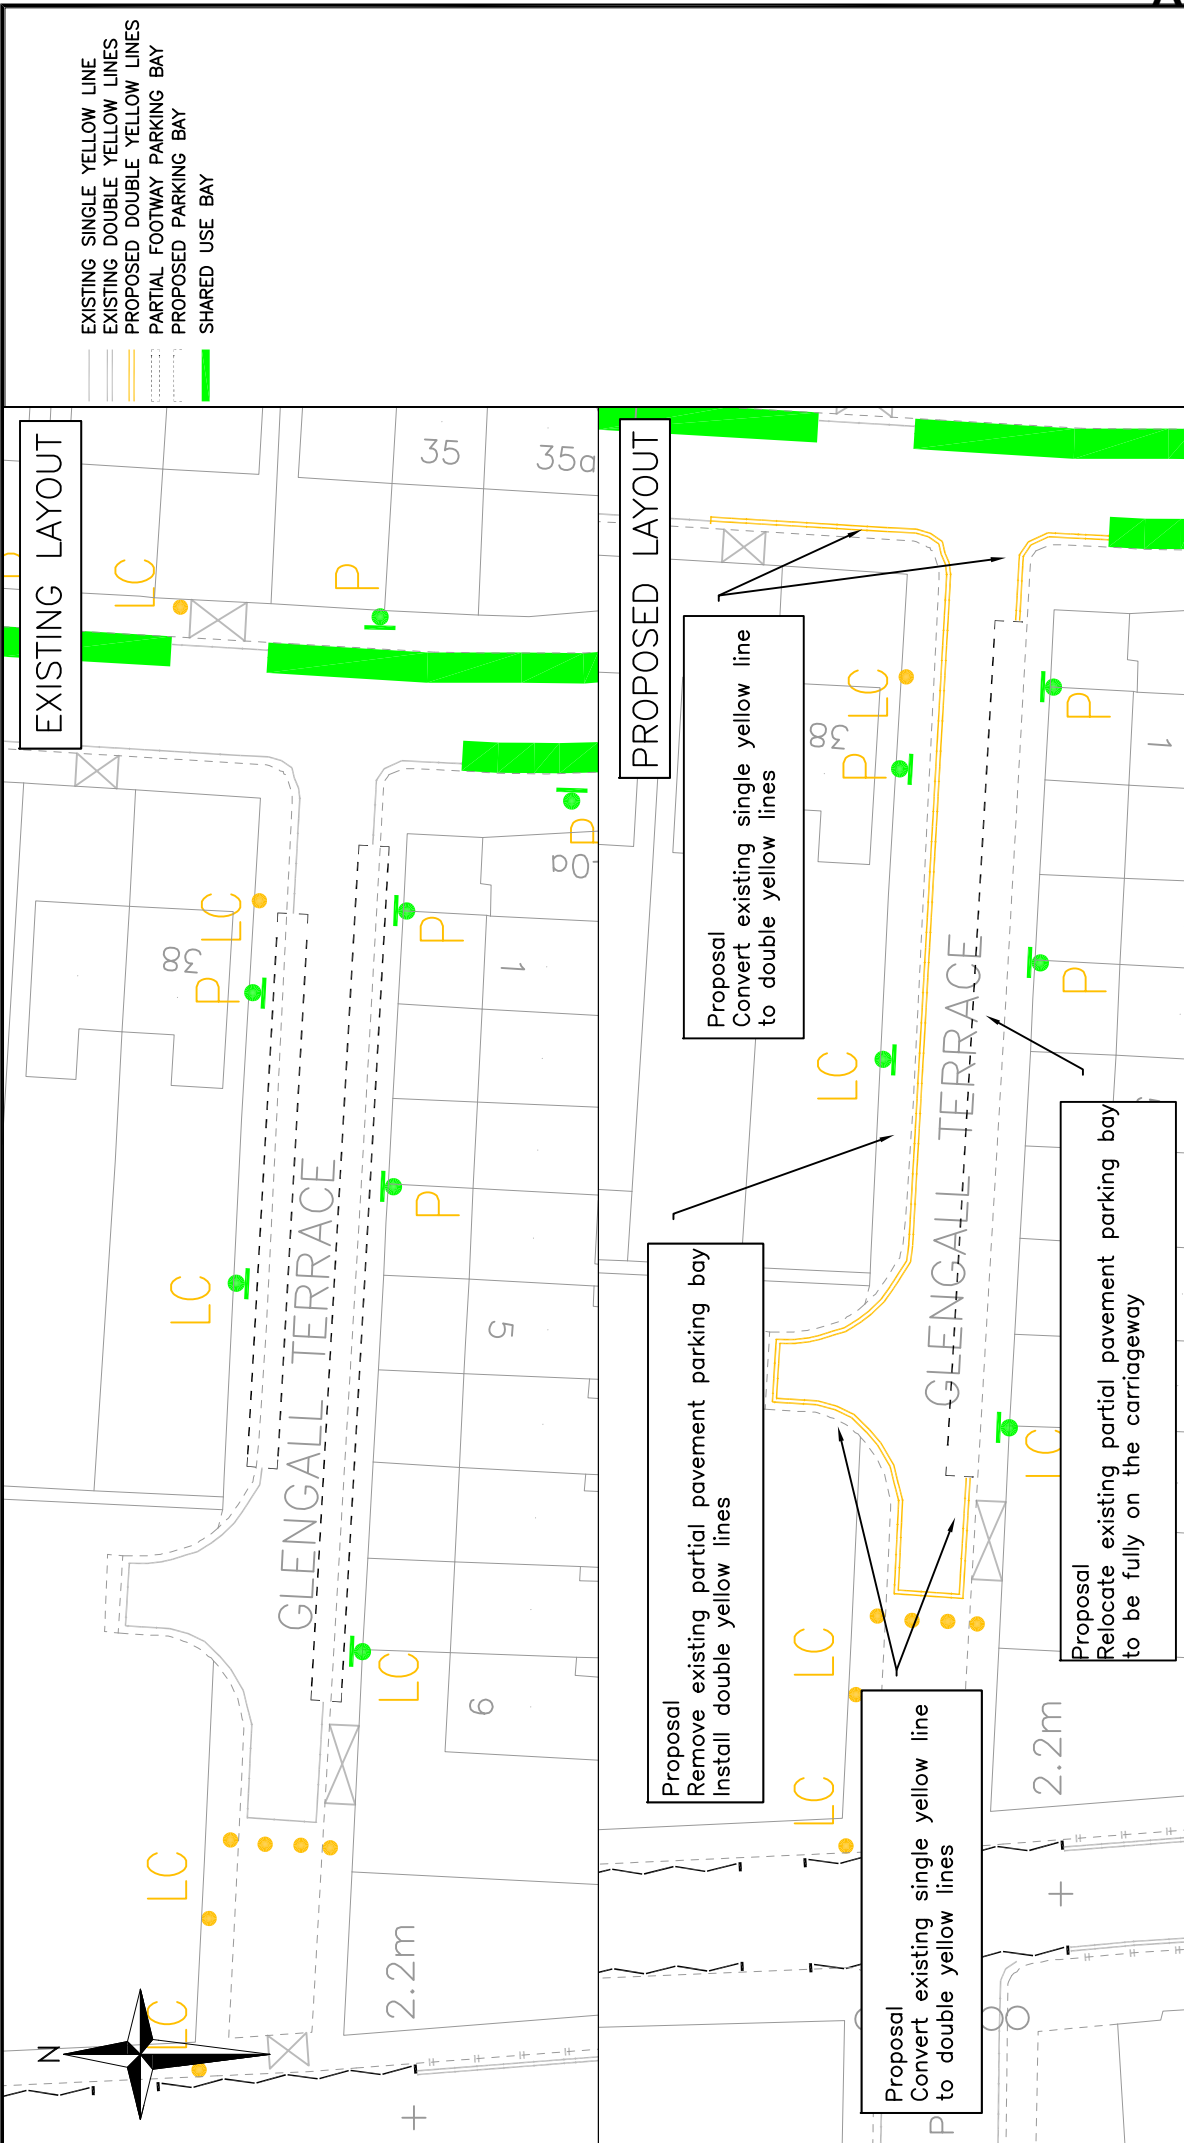 EXISTING SINGLE YELLOW LINE
EXISTING DOUBLE YELLOW LINES
PROPOSED DOUBLE YELLOW LINES
PARTIAL FOOTWAY PARKING BAY
PROPOSED PARKING BAY
SHARED USE BAY
EXISTING LAYOUT
35
35a
LC
P
LC
P
38
P
P
0a
1
P
LC
5
GLENGALL TERRACE
LC
9
LC
LC
2.2m
N
PROPOSED LAYOUT
Proposal
Convert existing single yellow line
to double yellow lines
38
LC
P
P
1
P
LC
GLENGALL TERRACE
LC
Proposal
Remove existing partial pavement parking bay
Install double yellow lines
Proposal
Relocate existing partial pavement parking bay
to be fully on the carriageway
LC
LC
2.2m
Proposal
Convert existing single yellow line
to double yellow lines
P